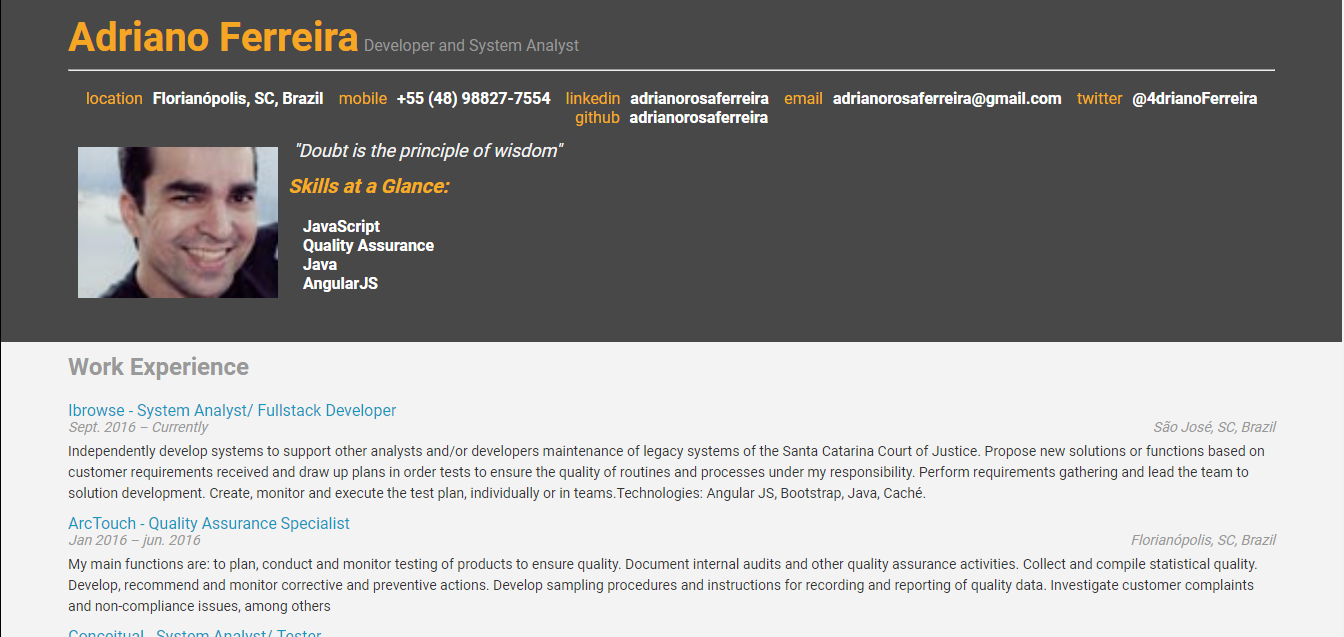 Adriano Ferreira Developer and System Analyst
location Florianópolis, SC, Brazil mobile +55 (48) 98827-7554 linkedin adrianorosaferreira email adrianorosaferreira@gmail.com twitter @4drianoFerreira
github adrianorosaferreira
"Doubt is the principle of wisdom"
Skills at a Glance:
JavaScript
Quality Assurance
Java
AngularJS
Work Experience
Ibrowse - System Analyst/ Fullstack Developer
Sept. 2016 – Currently São José, SC, Brazil
Independently develop systems to support other analysts and/or developers maintenance of legacy systems of the Santa Catarina Court of Justice. Propose new solutions or functions based on
customer requirements received and draw up plans in order tests to ensure the quality of routines and processes under my responsibility. Perform requirements gathering and lead the team to
solution development. Create, monitor and execute the test plan, individually or in teams.Technologies: Angular JS, Bootstrap, Java, Caché.
ArcTouch - Quality Assurance Specialist
Jan 2016 – jun. 2016 Florianópolis, SC, Brazil
My main functions are: to plan, conduct and monitor testing of products to ensure quality. Document internal audits and other quality assurance activities. Collect and compile statistical quality.
Develop, recommend and monitor corrective and preventive actions. Develop sampling procedures and instructions for recording and reporting of quality data. Investigate customer complaints
and non-compliance issues, among others
Conceitual - System Analyst/ Tester